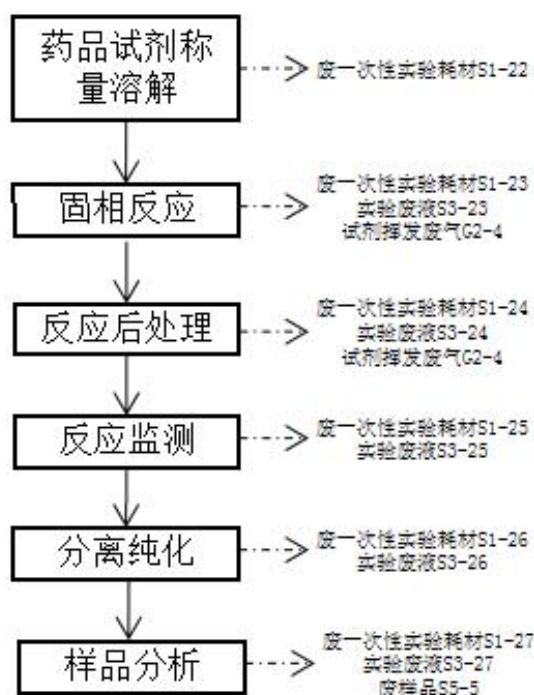 药品试剂称
量溶解
废一次性实验耗材S1-22
固相反应
废一次性实验耗材S1-23
实验废液S3-23
试剂挥发废气G2-4
反应后处理
废一次性实验耗材S1-24
实验废液S3-24
试剂挥发废气G2-4
反应监测
废一次性实验耗材S1-25
实验废液S3-25
分离纯化
废一次性实验耗材S1-26
实验废液S3-26
样品分析
废一次性实验耗材S1-27
实验废液S3-27
废样品S5-5